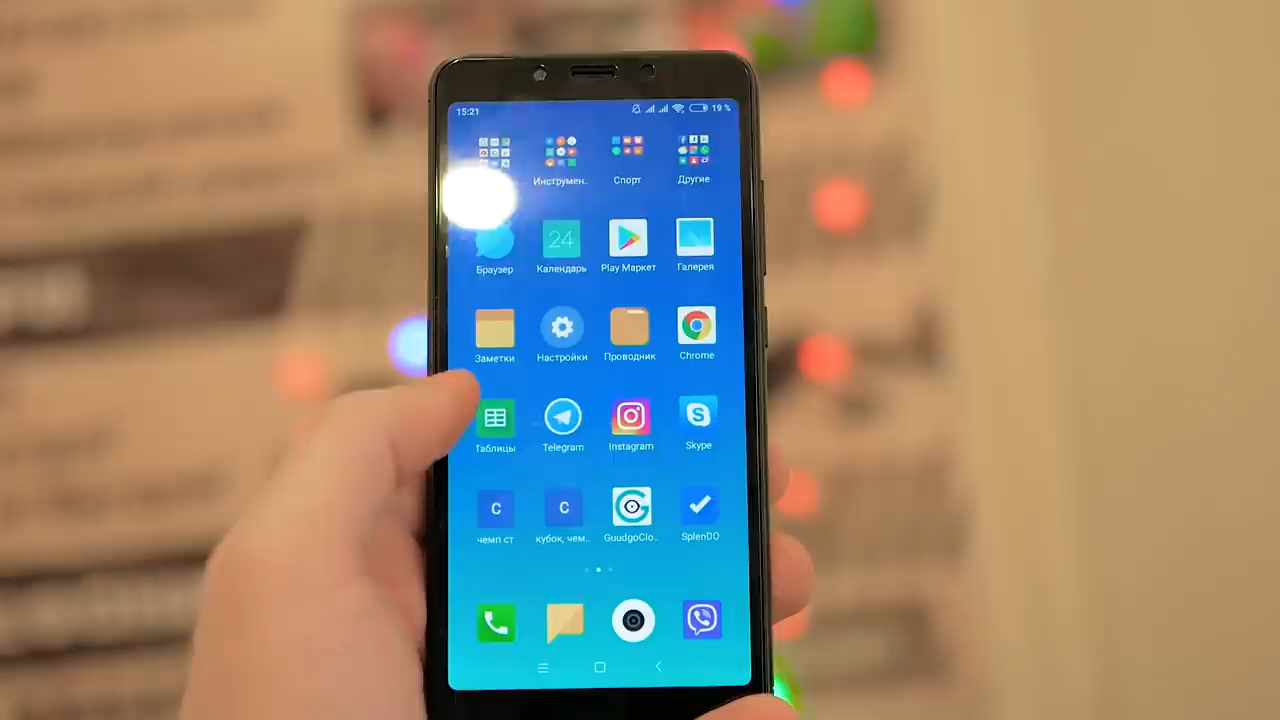 15:21 19 %
Инструмен.. Спорт Другие
24
Браузер Календарь Play Маркет Галерея
Заметки Настройки Проводник Chrome
Таблицы Telegram Instagram Skype
С С
чемп ст кубок, чем.. GuudgoClo.. SplenDO